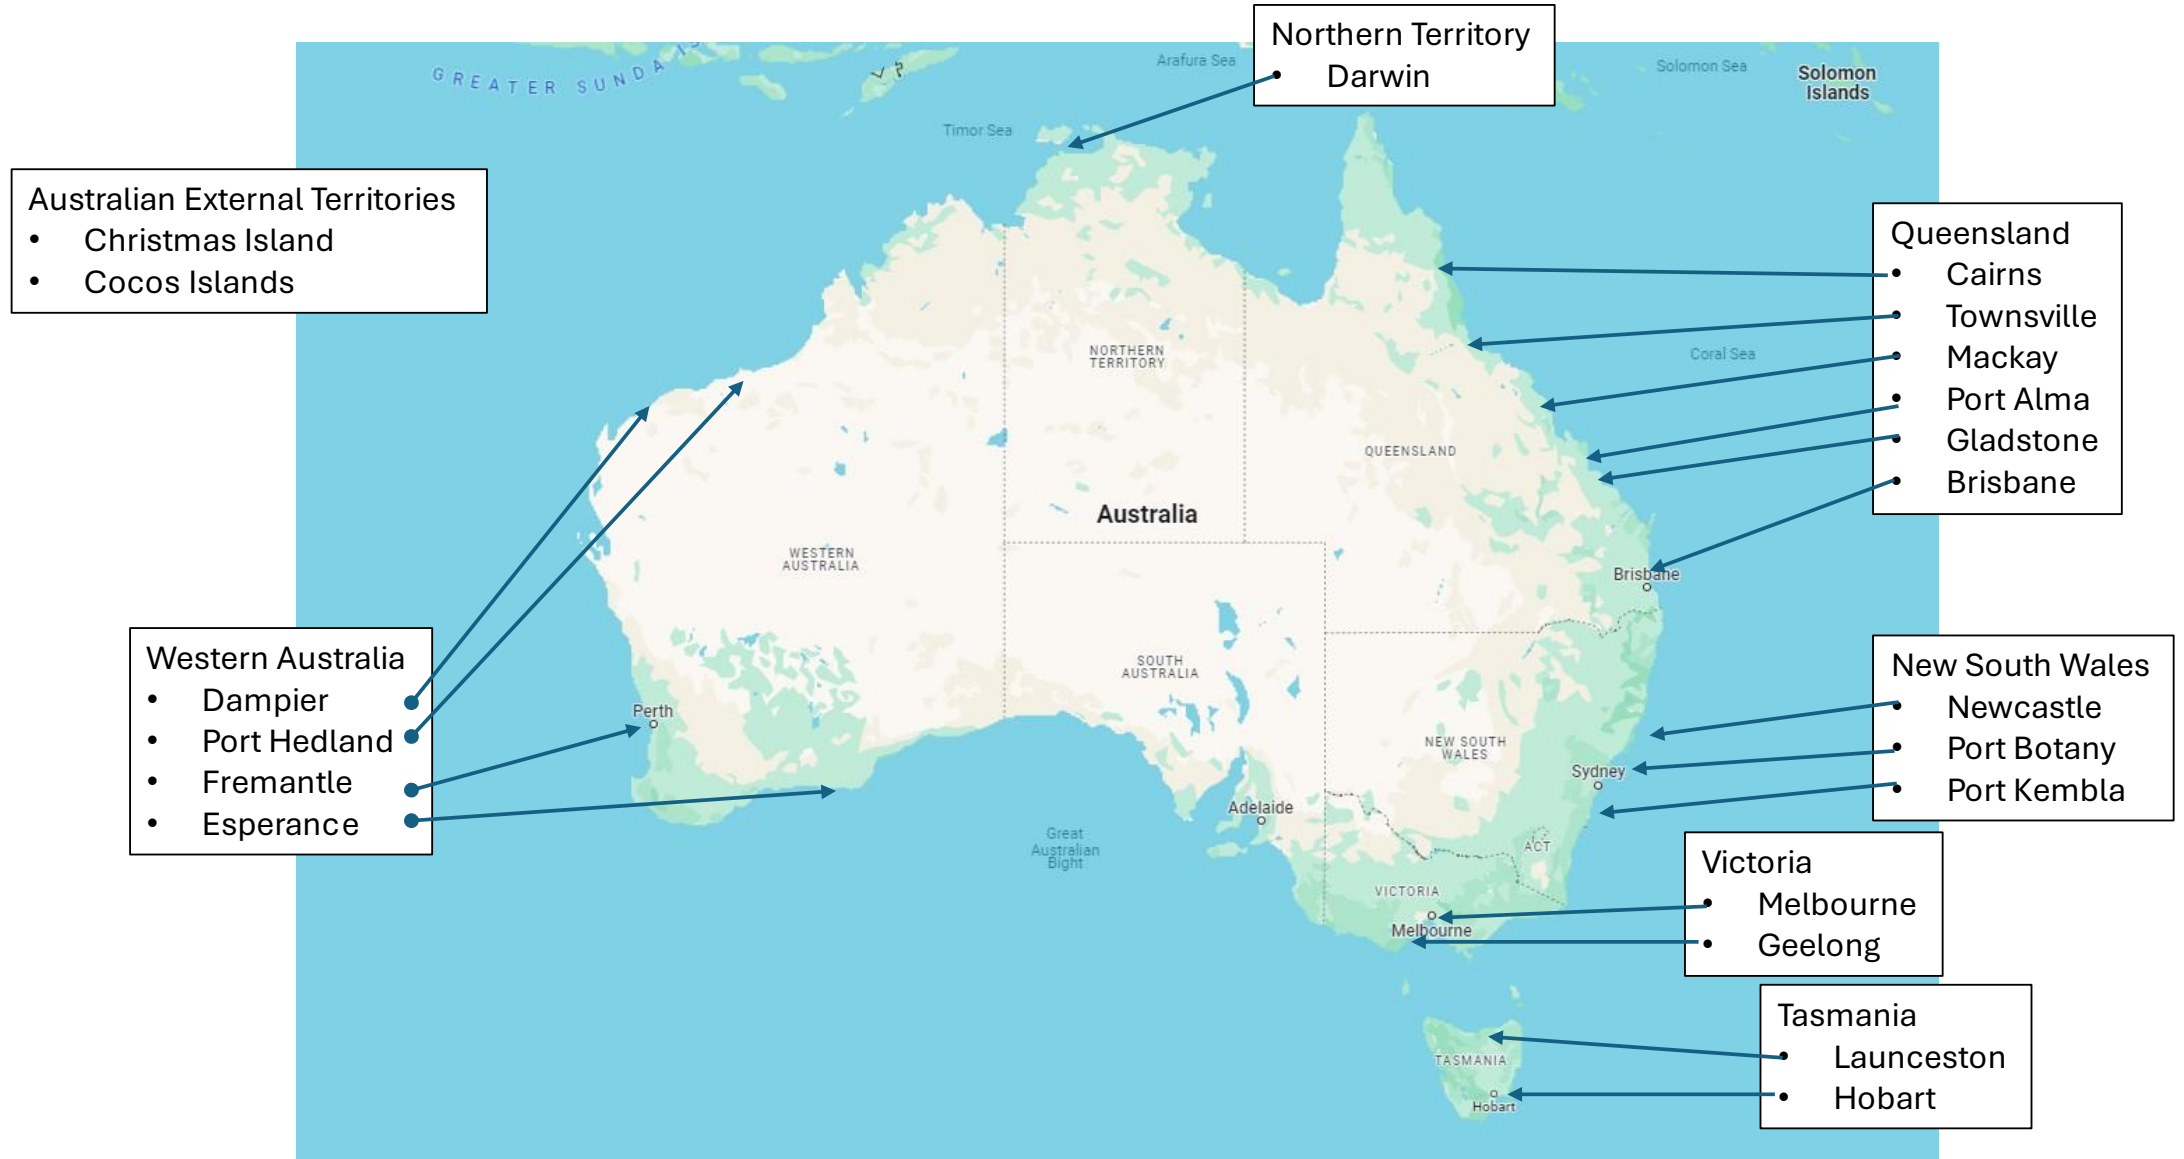 Northern Territory
• Darwin
GREATER SUNDA IS
Arafura Sea
Solomon Sea
Solomon
Islands
Timor Sea
Australian External Territories
• Christmas Island
• Cocos Islands
Queensland
• Cairns
• Townsville
• Mackay
• Port Alma
• Gladstone
• Brisbane
Coral Sea
NORTHERN
TERRITORY
QUEENSLAND
Australia
WESTERN
AUSTRALIA
Brisbane
SOUTH
AUSTRALIA
Western Australia
• Dampier
• Port Hedland
• Fremantle
• Esperance
Perth
NEW SOUTH
WALES
Sydney
Adelaide
New South Wales
• Newcastle
• Port Botany
• Port Kembla
Great
Australian
Bight
ACT
VICTORIA
Melbourne
Victoria
• Melbourne
• Geelong
TASMANIA
Hobart
Tasmania
• Launceston
• Hobart